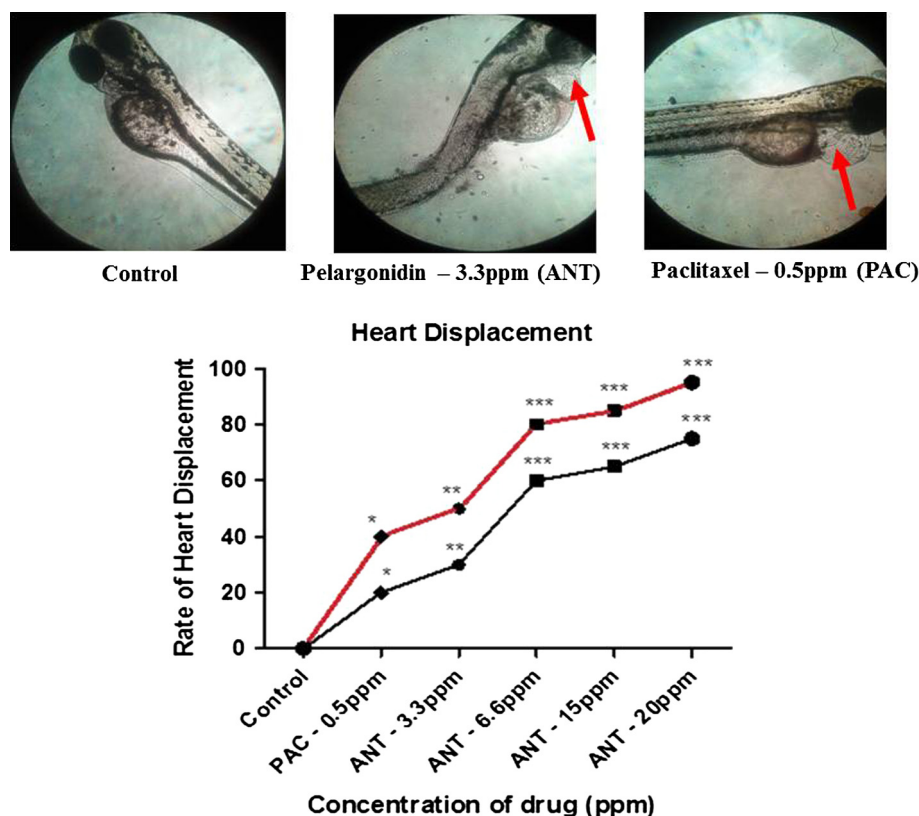 Control
Pelargonidin – 3.3ppm (ANT)
Paclitaxel – 0.5ppm (PAC)
Heart Displacement
Rate of Heart Displacement
100
80
60
40
20
0
***
***
***
***
***
***
**
**
*
*
Control
PAC - 0.5ppm
ANT - 3.3ppm
ANT - 6.6ppm
ANT - 15ppm
ANT - 20ppm
Concentration of drug (ppm)